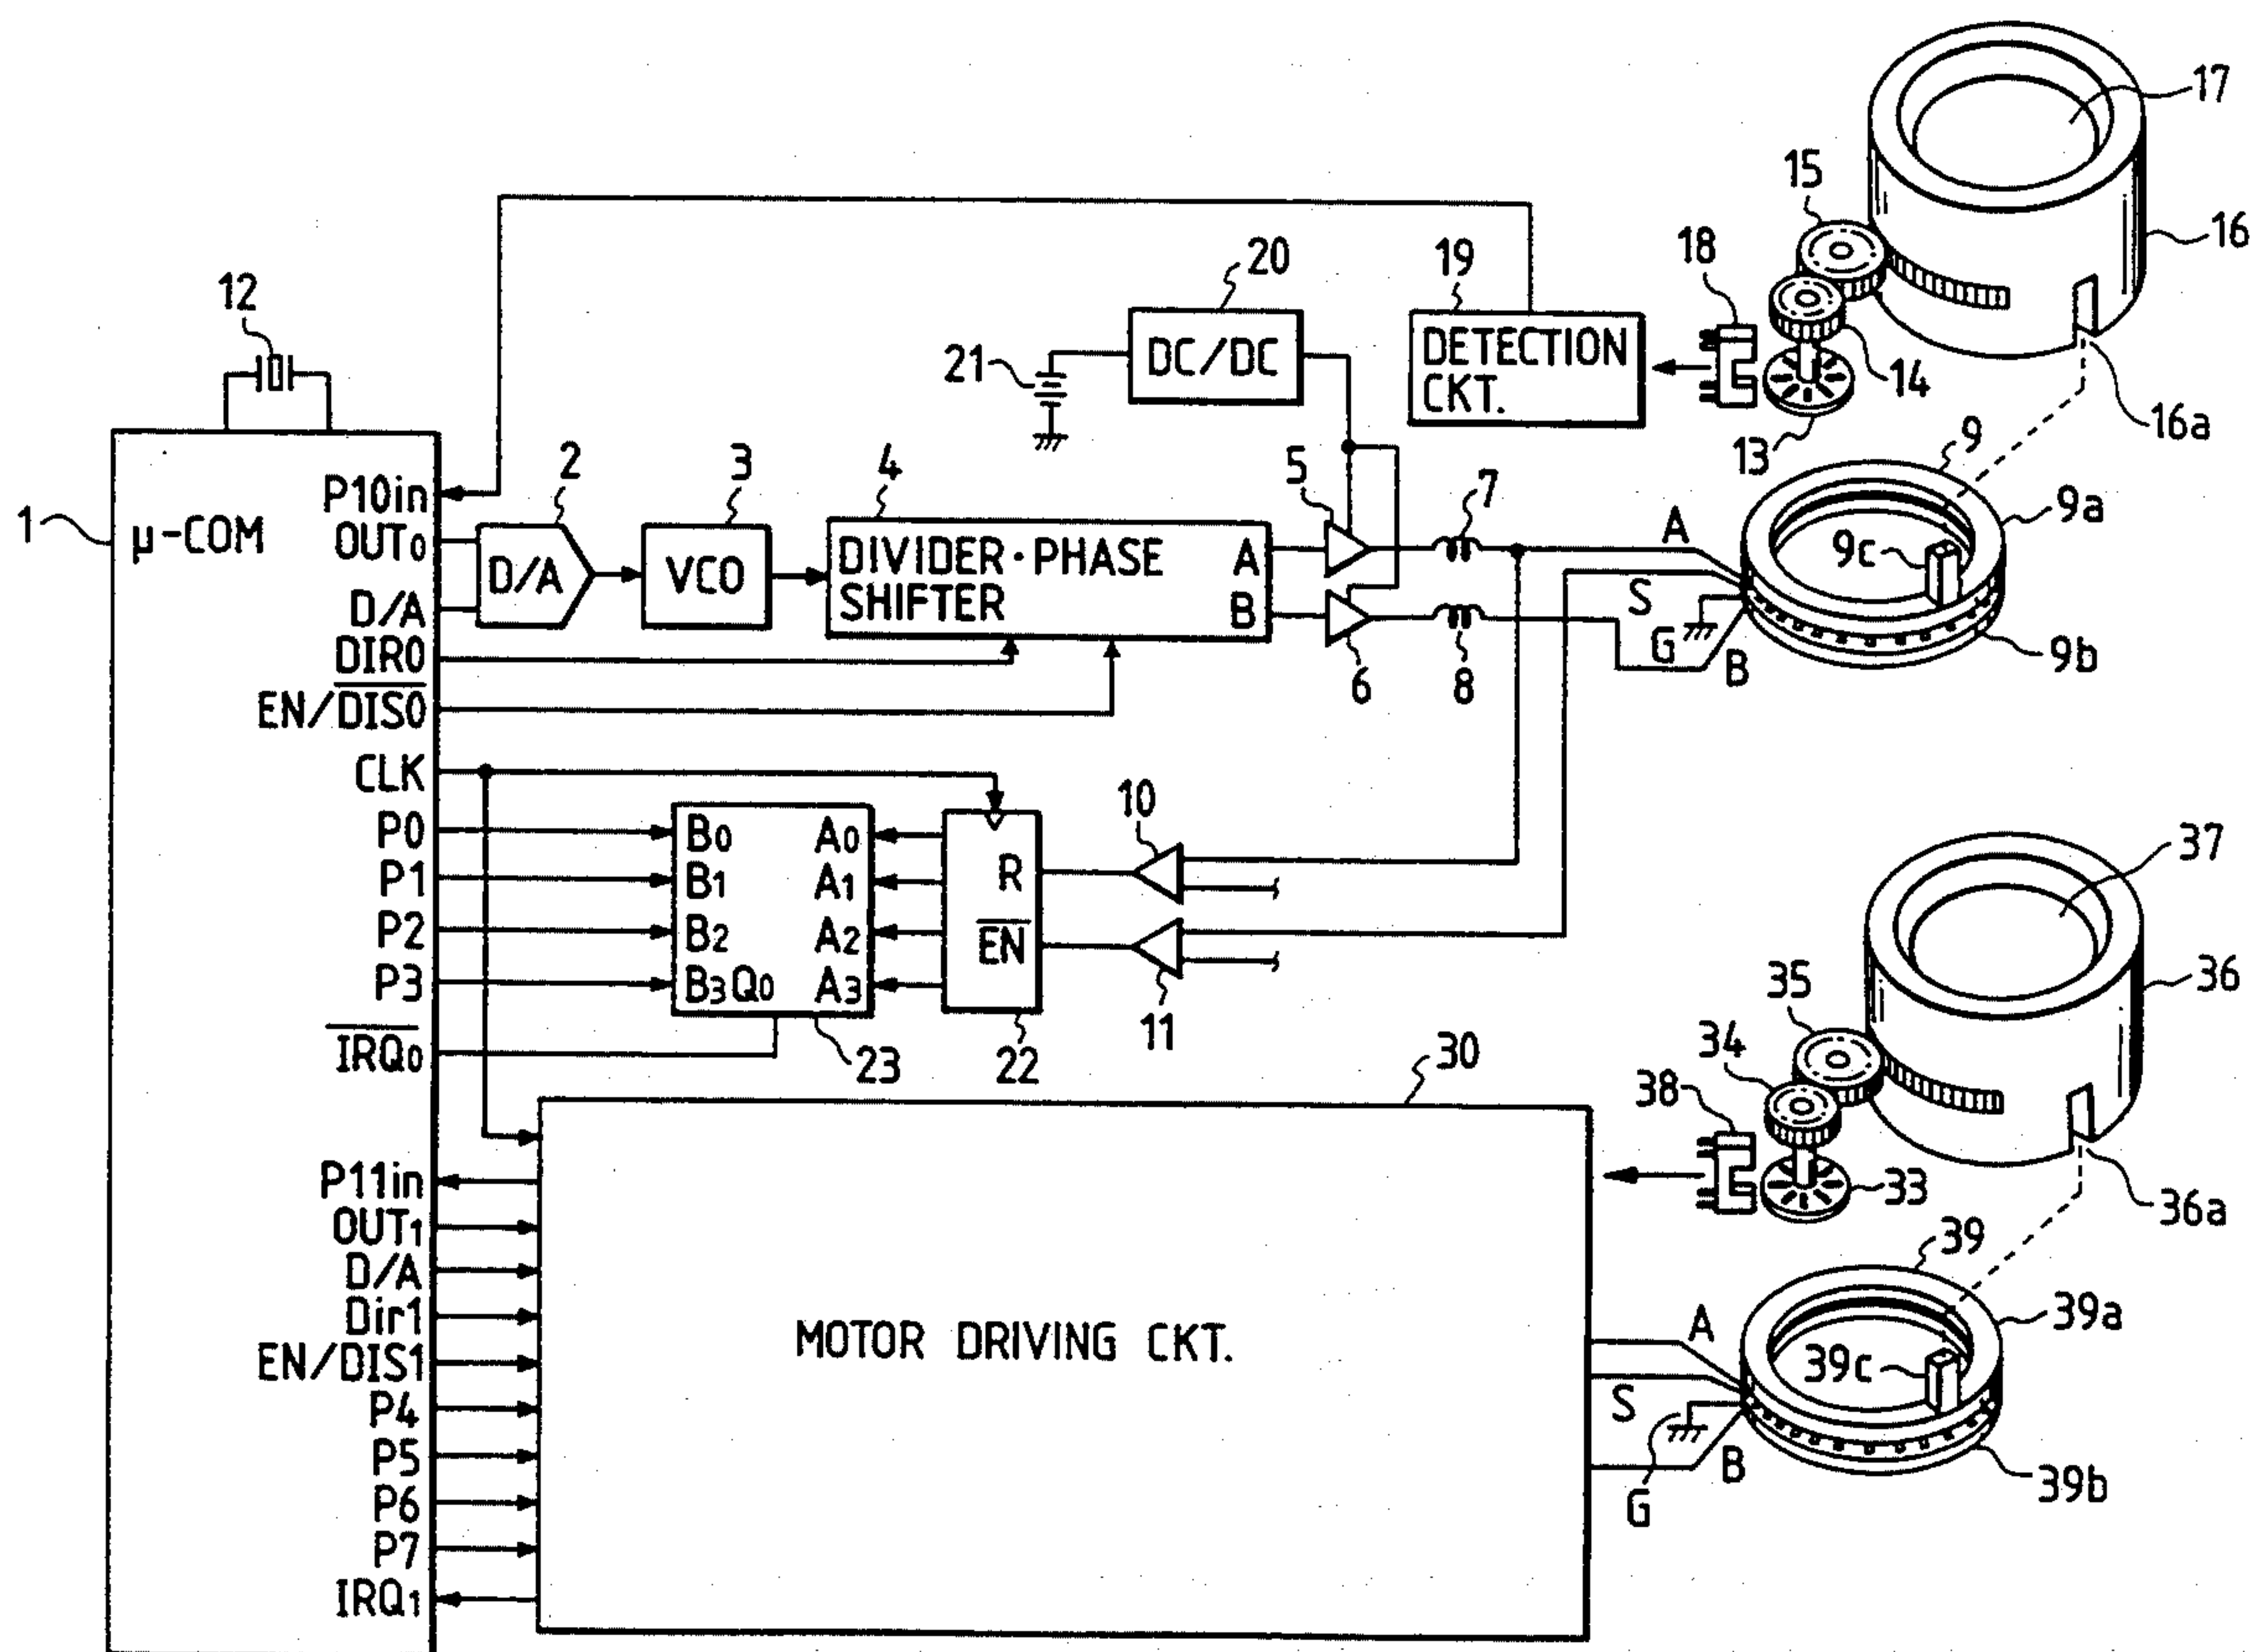 17
15
16
18
19
20
12
DETECTION
CKT.
DC/DC
21
14
16a
13
9
2
3
4
5
7
9a
1
μ-COM
P10in
OUT0
D/A
VCO
DIVIDER·PHASE
SHIFTER
A
B
A
9c
S
G
B
D/A
DIR0
6
8
9b
EN/DIS0
CLK
10
P0
B0
A0
R
P1
B1
A1
P2
B2
A2
EN
P3
B3Q0
A3
11
IRQ0
23
22
30
37
36
35
34
38
33
36a
39
P11in
OUT1
D/A
Dir1
EN/DIS1
P4
P5
P6
P7
IRQ1
MOTOR DRIVING CKT.
A
39a
39c
S
B
G
39b